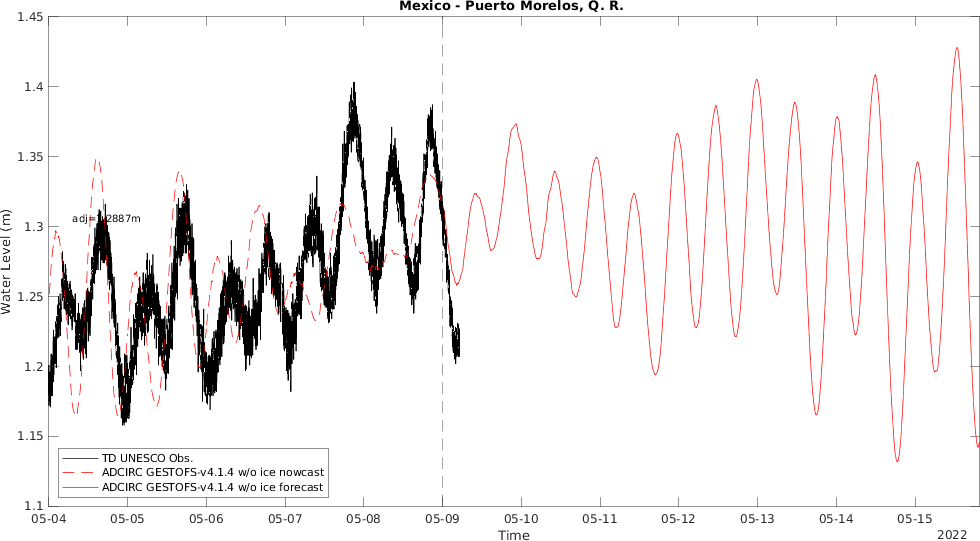 Mexico - Puerto Morelos, Q. R.
1.45
1.4
1.35
1.3
1.25
1.2
1.15
1.1
Water Level (m)
TD UNESCO Obs.
ADCIRC GESTOFS-v4.1.4 w/o ice nowcast
ADCIRC GESTOFS-v4.1.4 w/o ice forecast
05-04 05-05 05-06 05-07 05-08 05-09 05-10 05-11 05-12 05-13 05-14 05-15
Time
2022